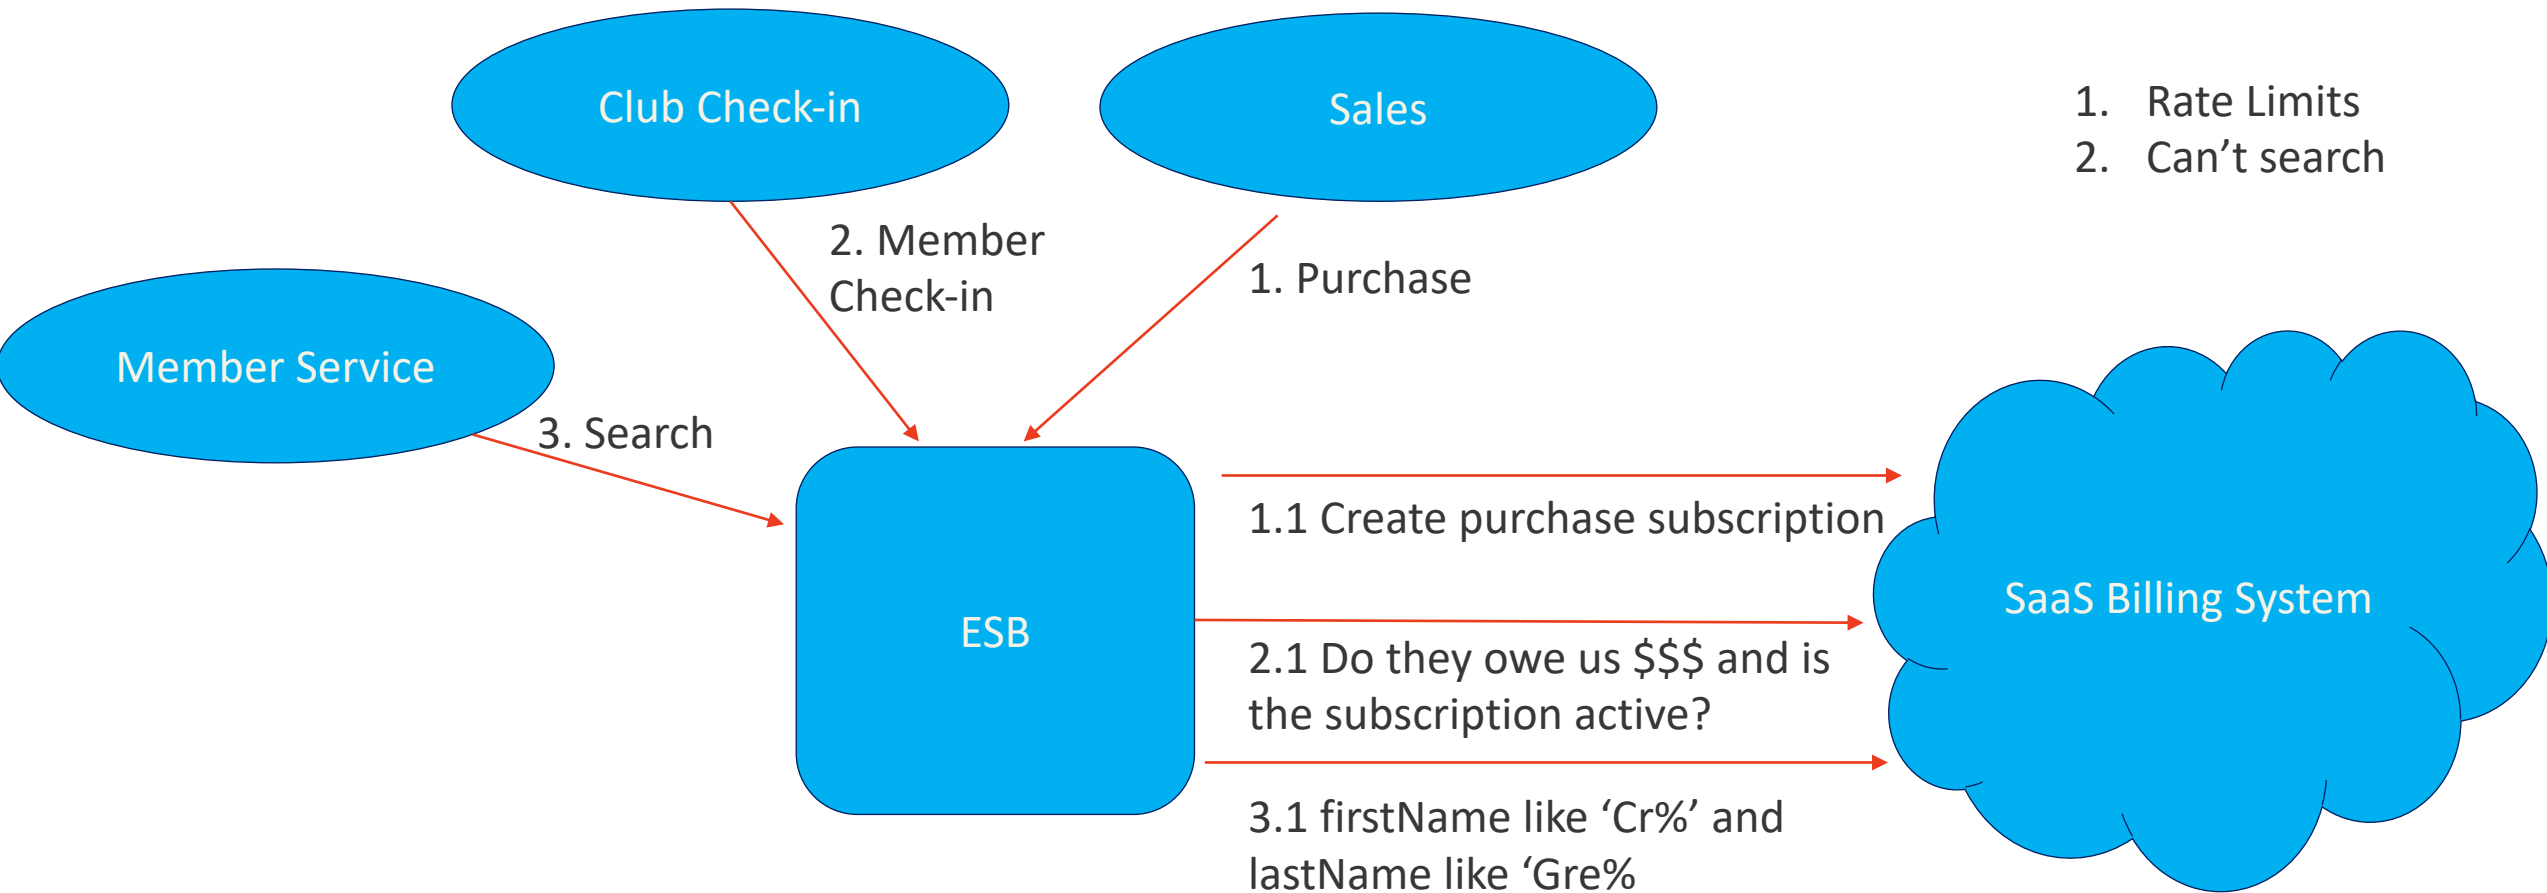 Club Check-in
Sales
1. Rate Limits
2. Can’t search
2. Member
Check-in
1. Purchase
Member Service
3. Search
1.1 Create purchase subscription
SaaS Billing System
ESB
2.1 Do they owe us $$$ and is
the subscription active?
3.1 firstName like ‘Cr%’ and
lastName like ‘Gre%